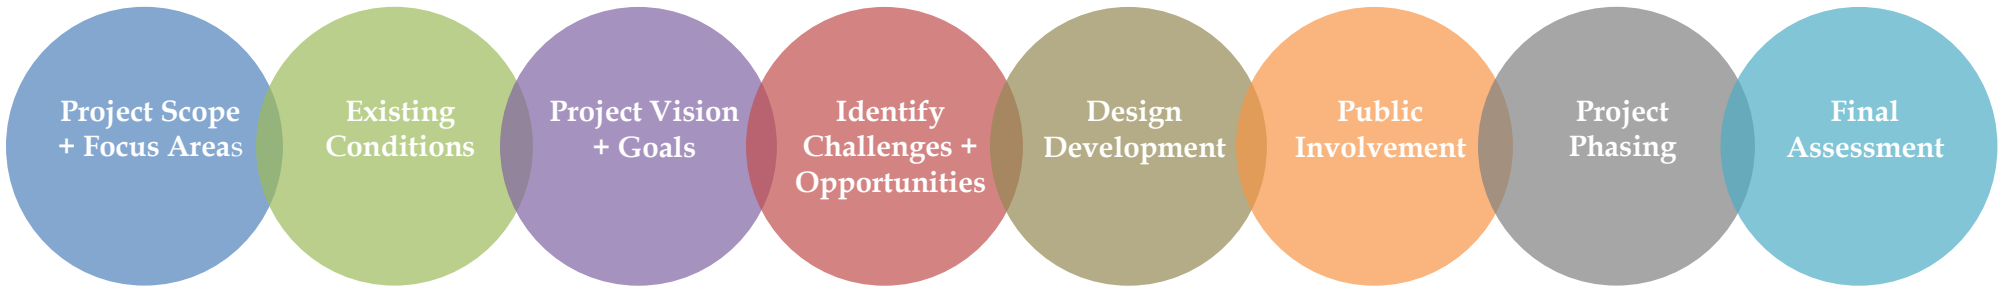 Project Scope
+ Focus Areas
Existing
Conditions
Project Vision
+ Goals
Identify
Challenges +
Opportunities
Design
Development
Public
Involvement
Project
Phasing
Final
Assessment